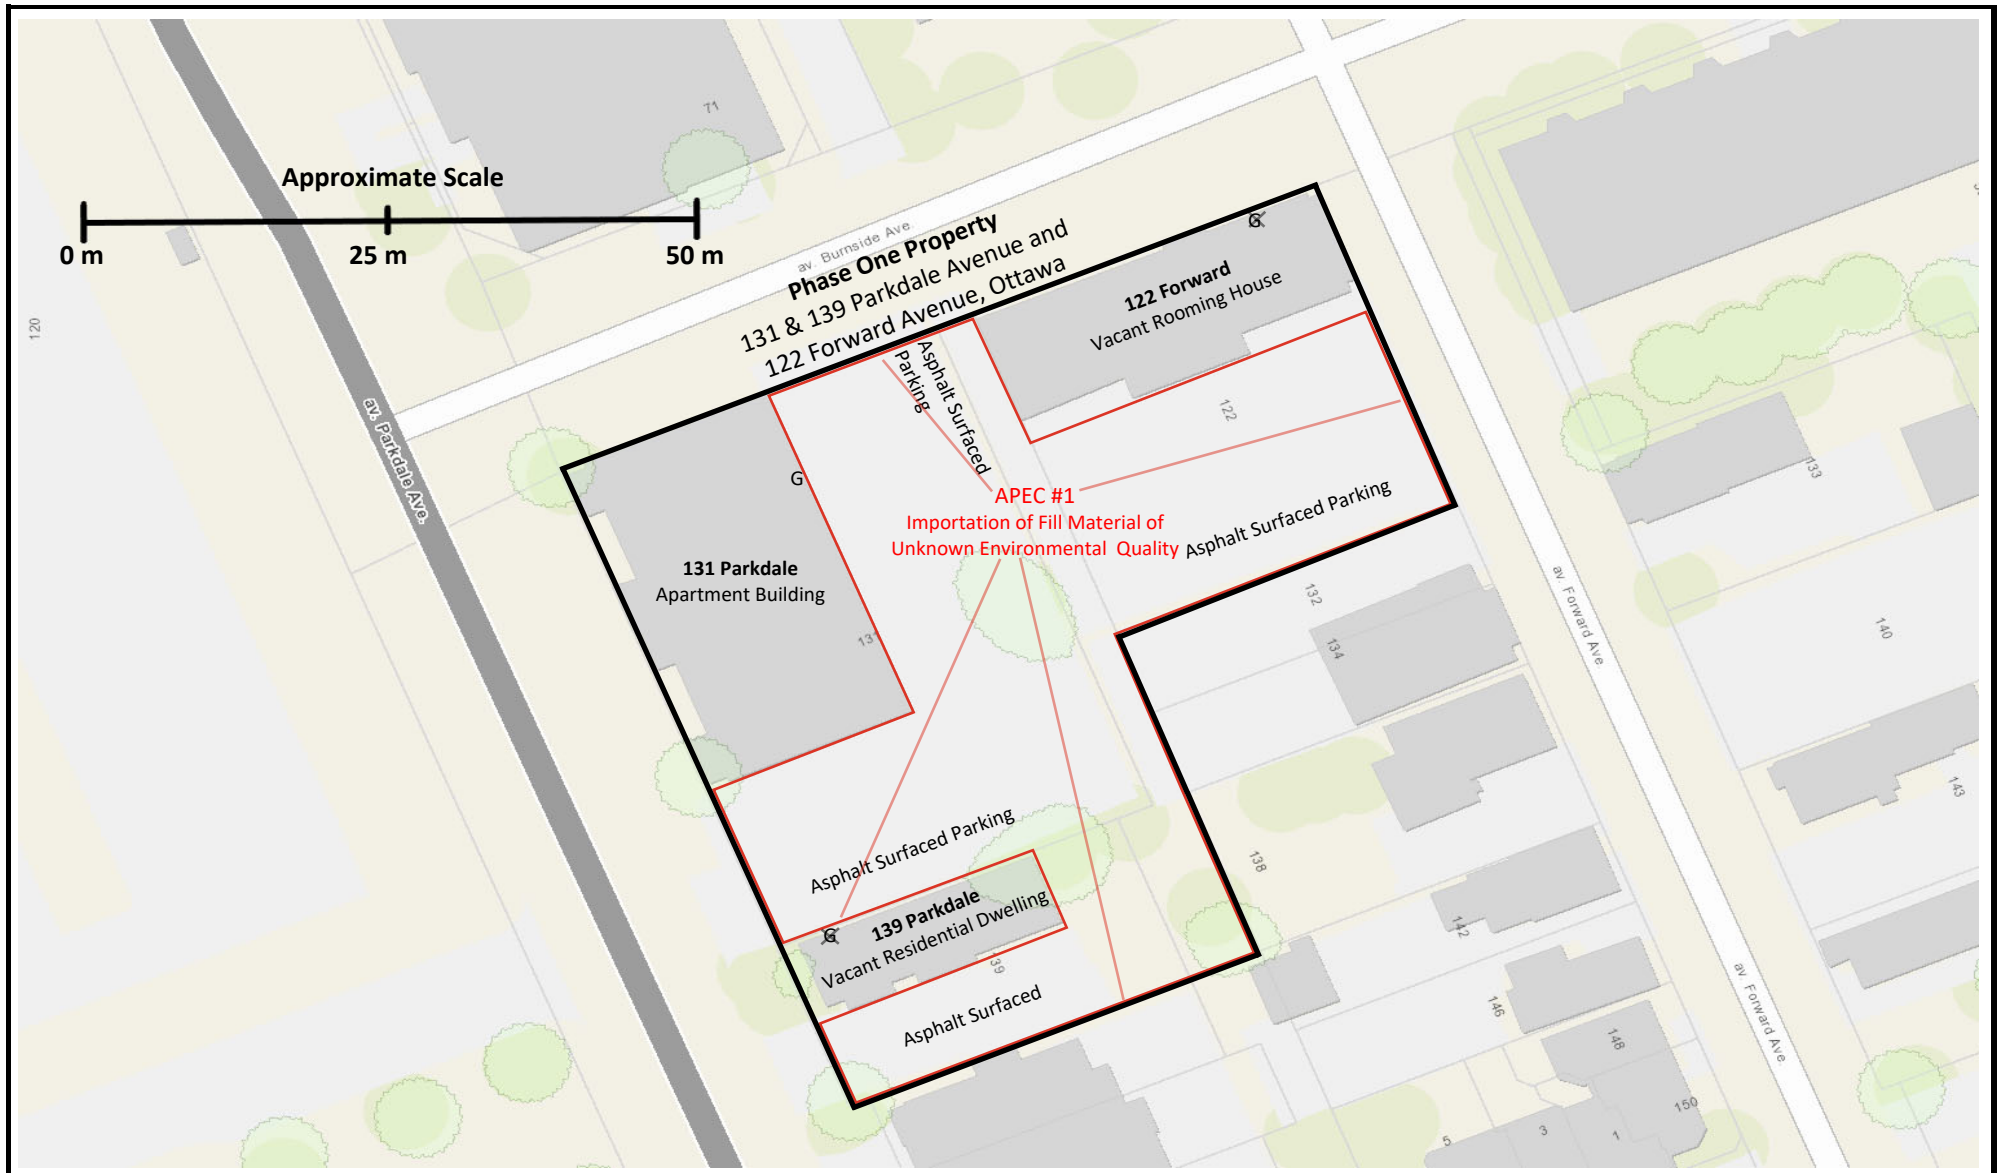 71
Approximate Scale
0 m
25 m
50 m
120
av. Burnside Ave.
Phase One Property
131 & 139 Parkdale Avenue and
122 Forward Avenue, Ottawa
G
122 Forward
Vacant Rooming House
Asphalt Surfaced
Parking
122
av. Parkdale Ave.
G
APEC #1
Importation of Fill Material of
Unknown Environmental Quality
Asphalt Surfaced Parking
131 Parkdale
Apartment Building
131
132
134
133
140
av. Forward Ave.
143
138
Asphalt Surfaced Parking
G
139 Parkdale
Vacant Residential Dwelling
39
Asphalt Surfaced
142
146
148
av. Forward Ave.
150
5
3
1